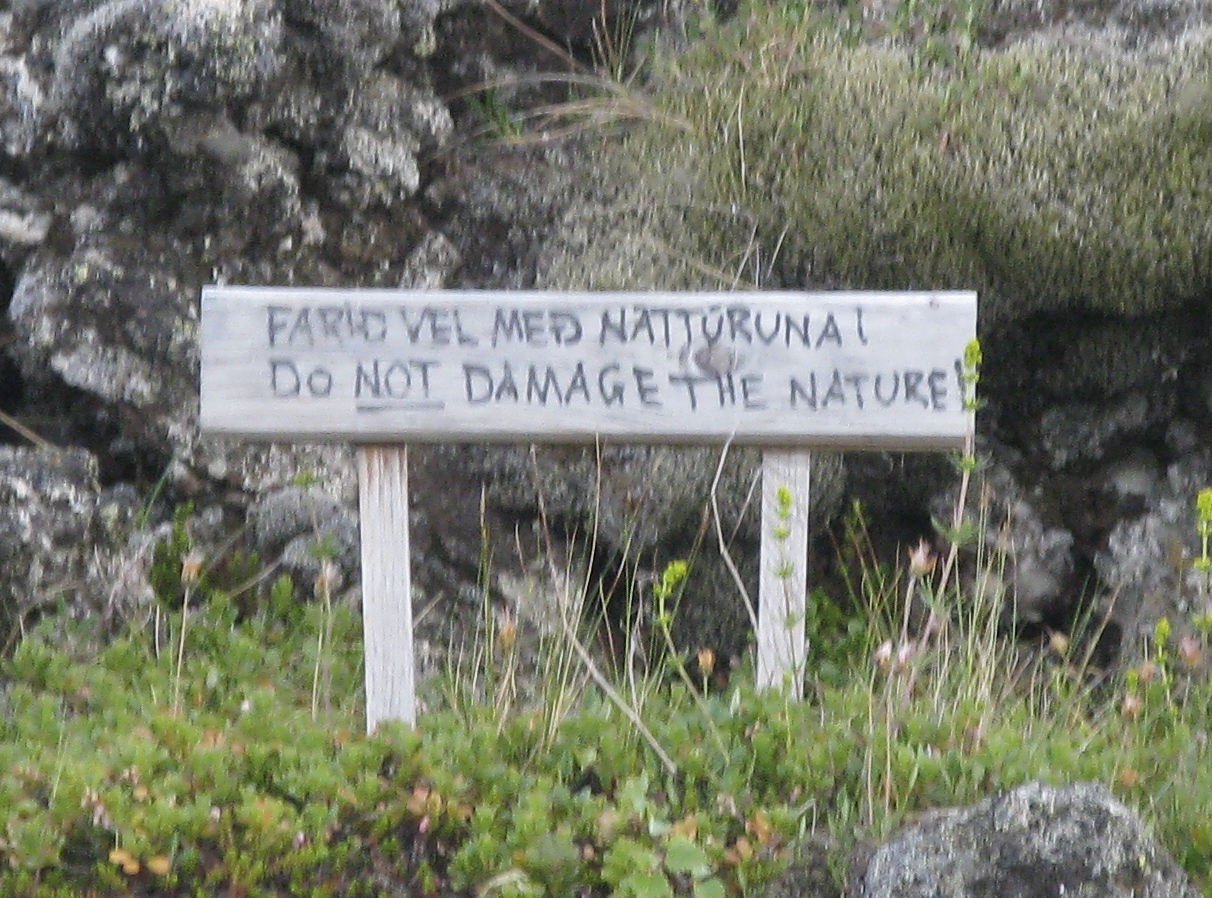 FARIÐ VEL MEÐ NÁTTÚRUNA!
DO NOT DAMAGE THE NATURE!